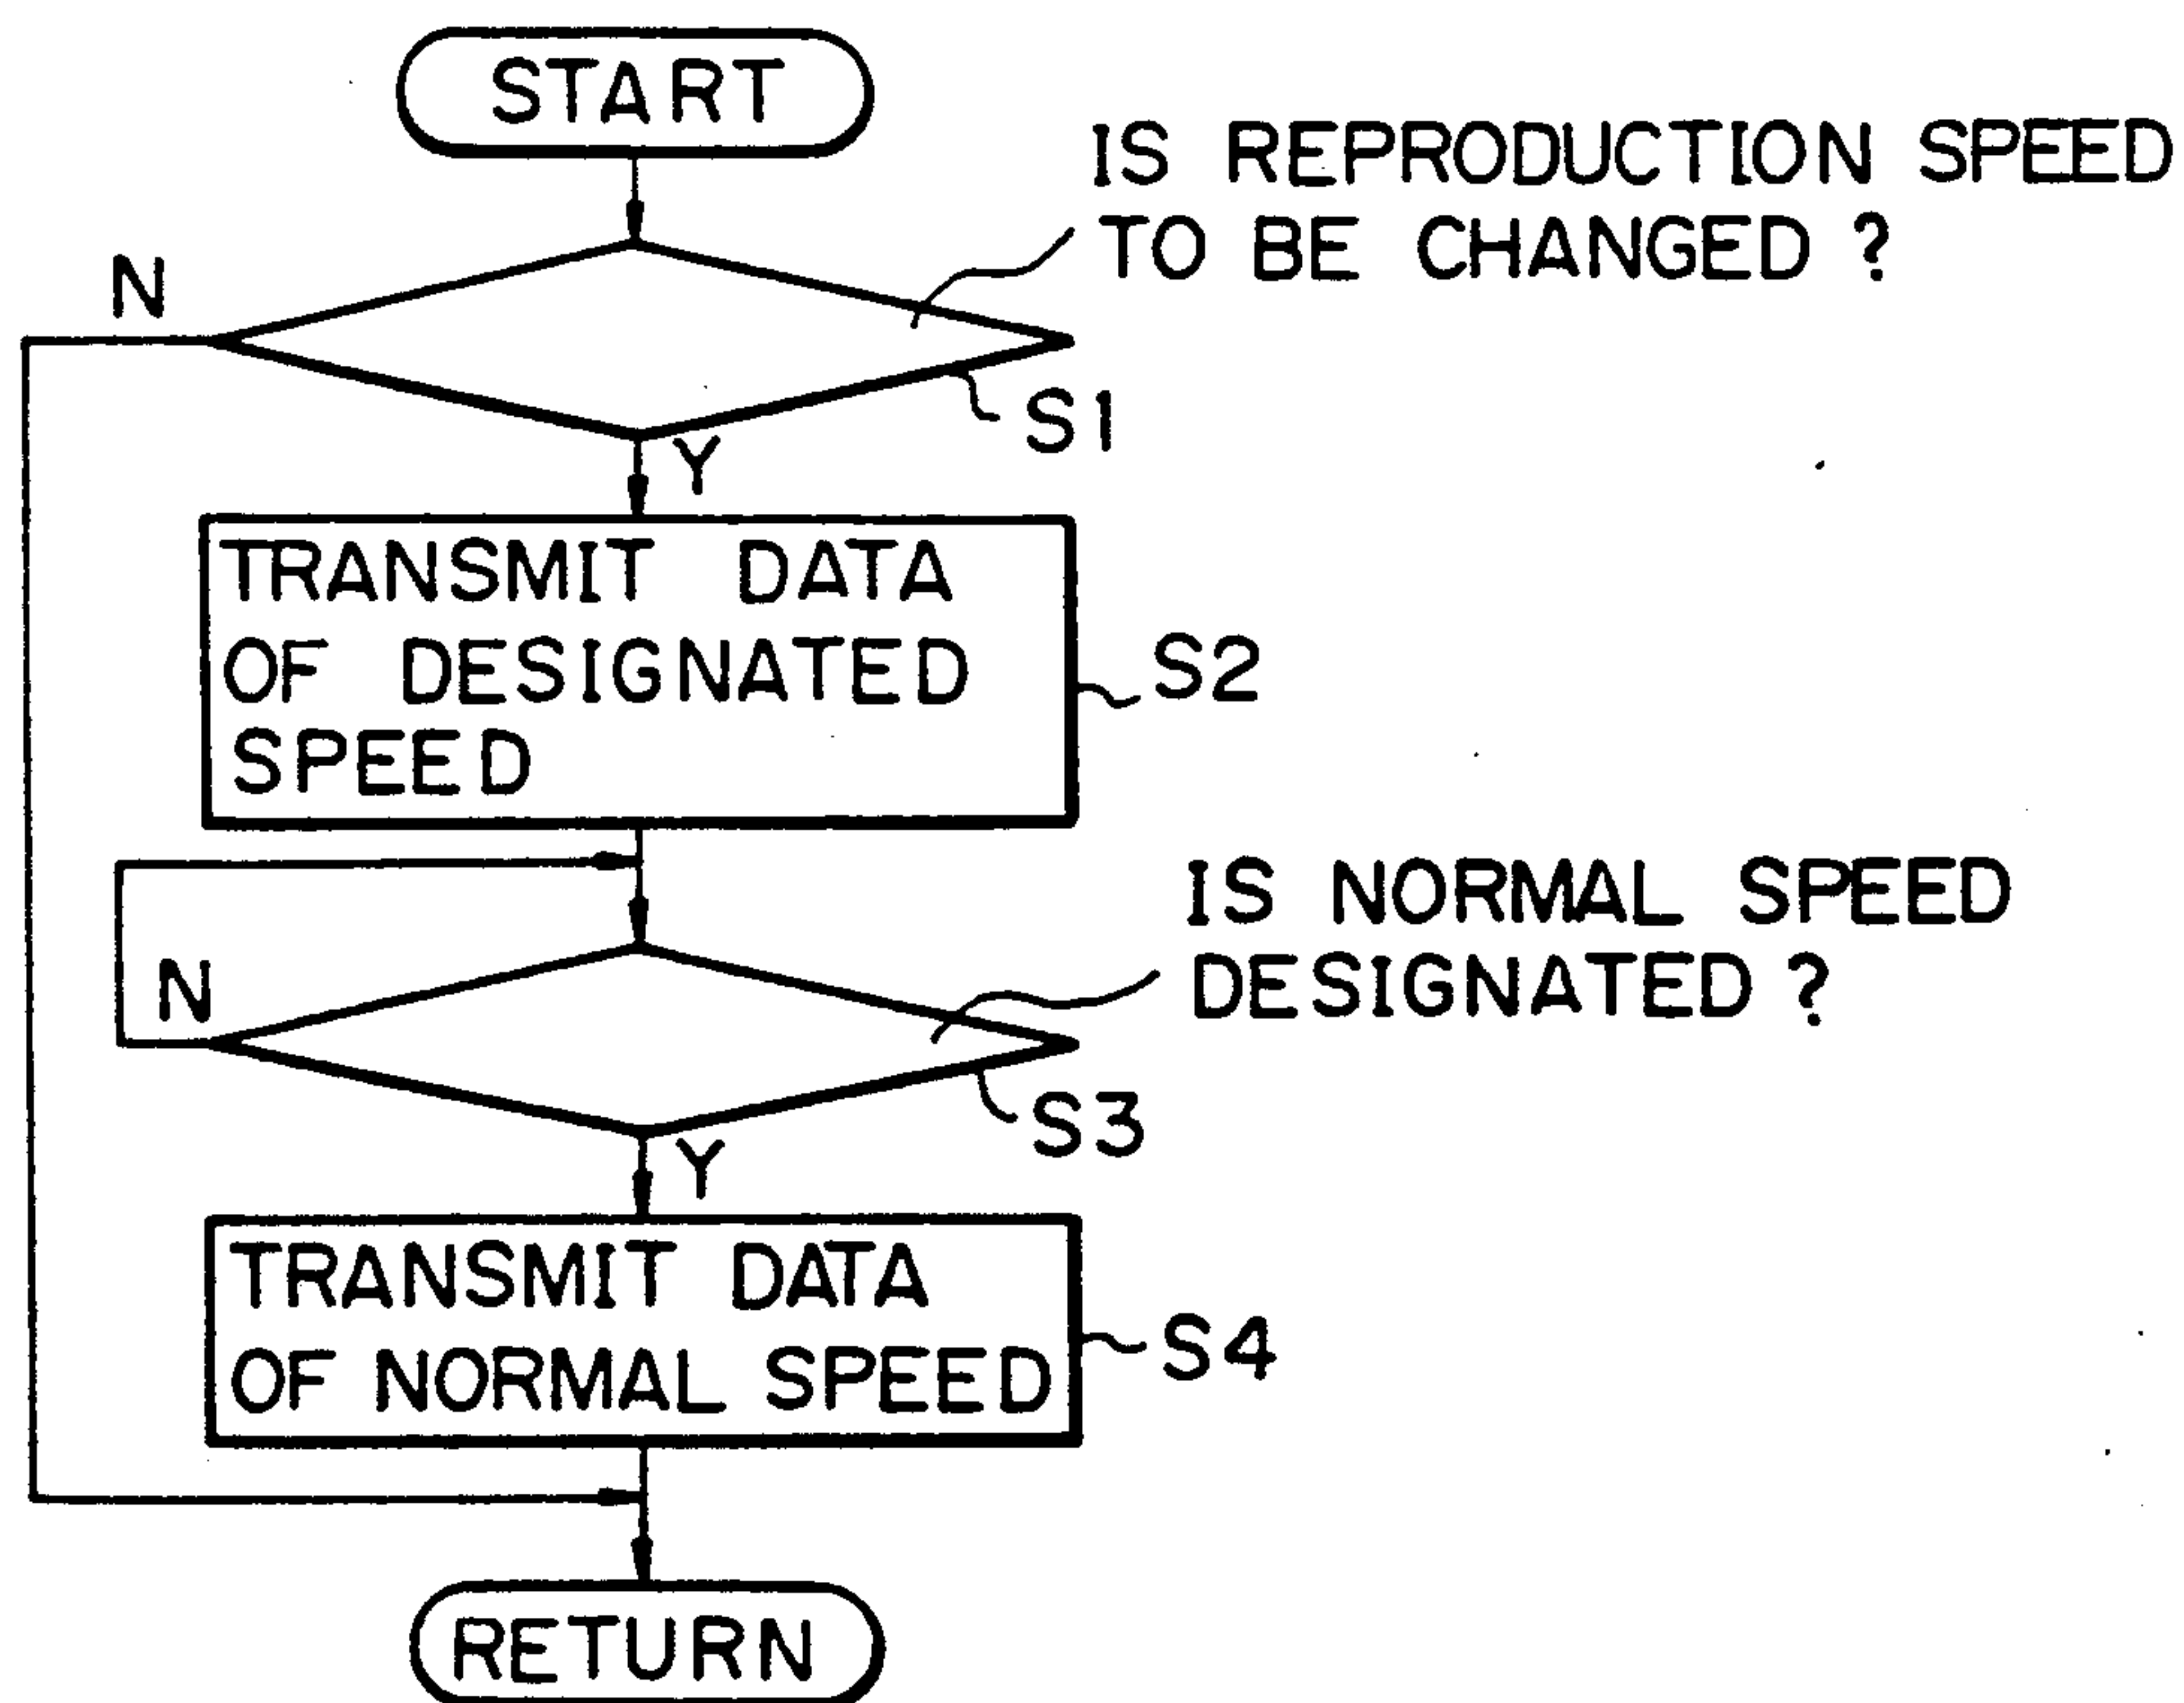 START
IS REPRODUCTION SPEED
TO BE CHANGED ?
N
S1
Y
TRANSMIT DATA
OF DESIGNATED
SPEED
S2
IS NORMAL SPEED
DESIGNATED ?
N
S3
Y
TRANSMIT DATA
OF NORMAL SPEED
S4
RETURN